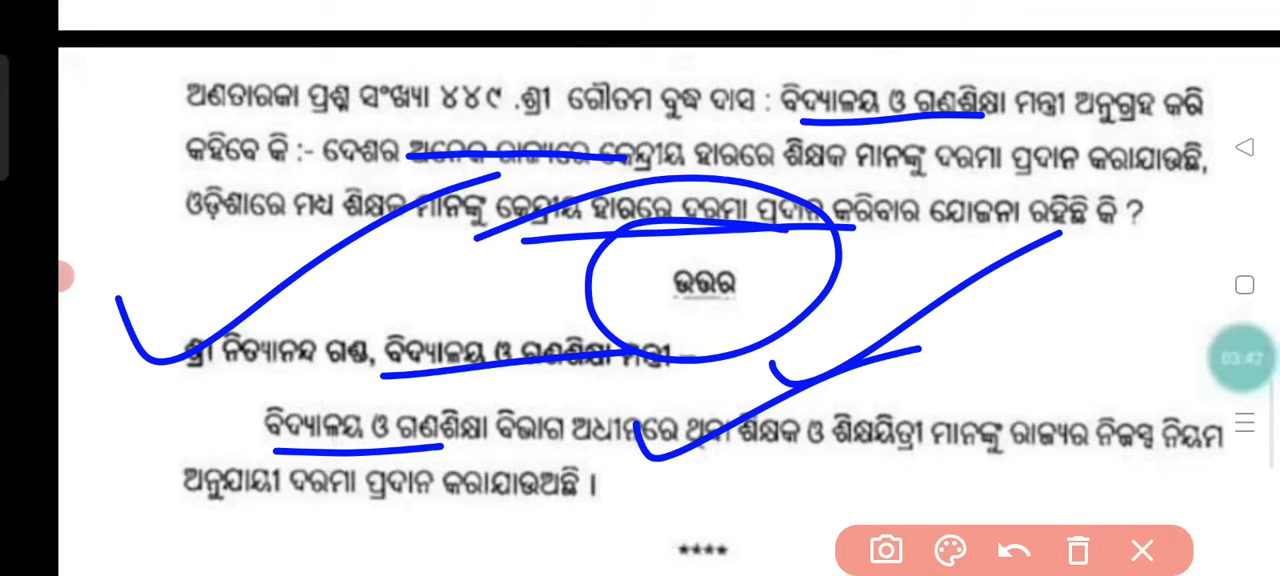 ଅଣତାରକା ପ୍ରଶ୍ନ ସଂଖ୍ୟା ୪୪୯ .ଶ୍ରୀ ଗୌତମ ବୁଦ୍ଧ ଦାସ : ବିଦ୍ୟାଳୟ ଓ ଗଣଶିକ୍ଷା ମନ୍ତ୍ରୀ ଅନୁଗ୍ରହ କରି
କହିବେ କି :- ଦେଶର ଅନେକ ରାଜ୍ୟରେ କେନ୍ଦ୍ରୀୟ ହାରରେ ଶିକ୍ଷକ ମାନଙ୍କୁ ଦରମା ପ୍ରଦାନ କରାଯାଉଛି,
ଓଡ଼ିଶାରେ ମଧ୍ୟ ଶିକ୍ଷକ ମାନଙ୍କୁ କେନ୍ଦ୍ରୀୟ ହାରରେ ଦରମା ପ୍ରଦାନ କରିବାର ଯୋଜନା ରହିଛି କି ?
ଉତ୍ତର
ଶ୍ରୀ ନିତ୍ୟାନନ୍ଦ ଗଣ୍ଡ, ବିଦ୍ୟାଳୟ ଓ ଗଣଶିକ୍ଷା ମନ୍ତ୍ରୀ –
ବିଦ୍ୟାଳୟ ଓ ଗଣଶିକ୍ଷା ବିଭାଗ ଅଧୀନରେ ଥିବା ଶିକ୍ଷକ ଓ ଶିକ୍ଷୟିତ୍ରୀ ମାନଙ୍କୁ ରାଜ୍ୟର ନିଜସ୍ୱ ନିୟମ
ଅନୁଯାୟୀ ଦରମା ପ୍ରଦାନ କରାଯାଉଅଛି ।
****
03:47